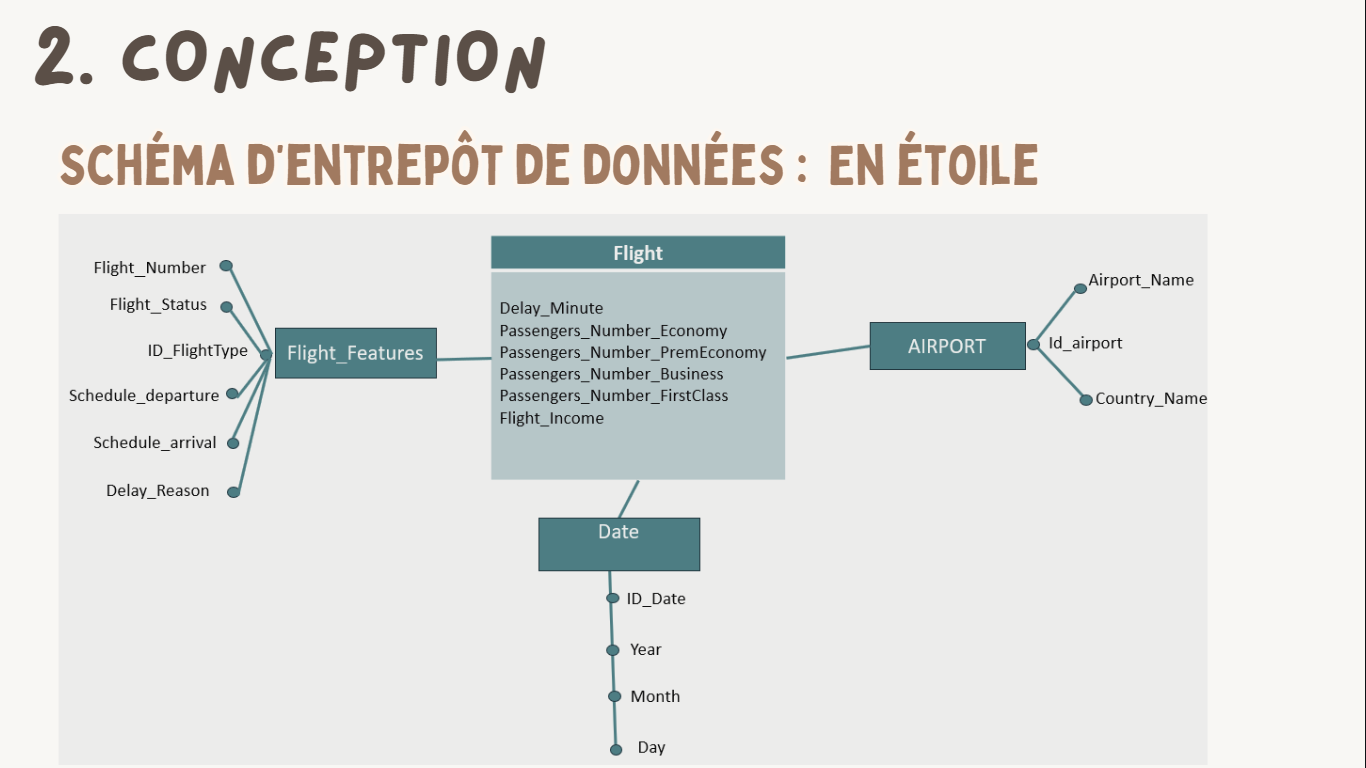 2. CONCEPTION
SCHÉMA D'ENTREPÔT DE DONNÉES : EN ÉTOILE
Flight_Number
Flight_Status
ID_FlightType
Schedule_departure
Schedule_arrival
Delay_Reason
Flight_Features
Flight
Delay_Minute
Passengers_Number_Economy
Passengers_Number_PremEconomy
Passengers_Number_Business
Passengers_Number_FirstClass
Flight_Income
AIRPORT
Airport_Name
Id_airport
Country_Name
Date
ID_Date
Year
Month
Day